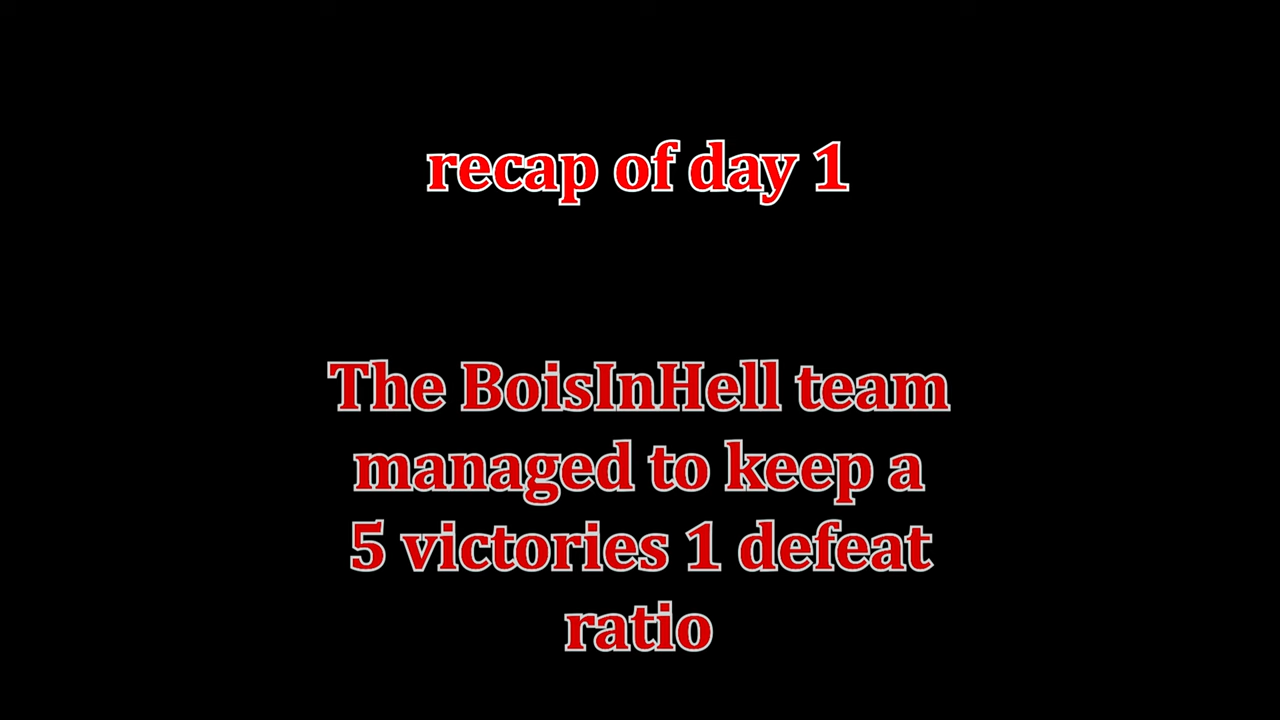 recap of day 1
The BoisInHell team
managed to keep a
5 victories 1 defeat
ratio